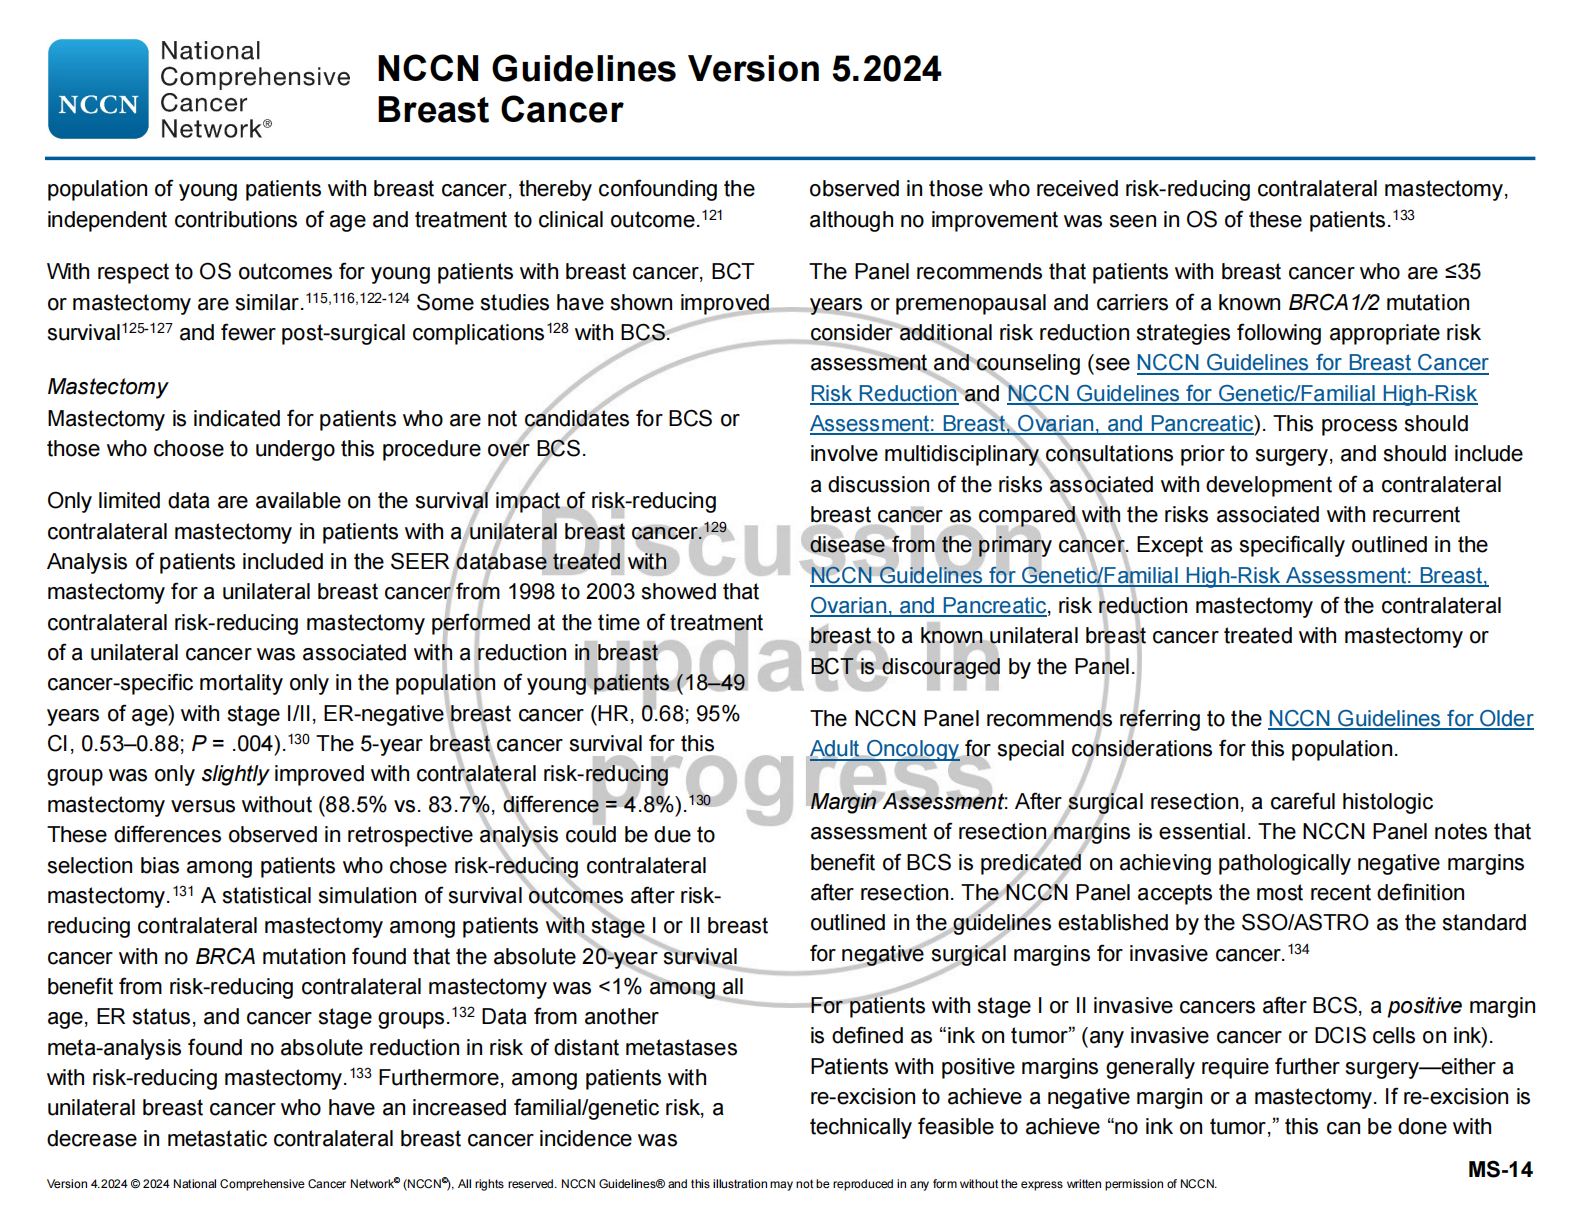 National
Comprehensive
Cancer
Network®
NCCN
NCCN Guidelines Version 5.2024
Breast Cancer
population of young patients with breast cancer, thereby confounding the
independent contributions of age and treatment to clinical outcome.121
With respect to OS outcomes for young patients with breast cancer, BCT
or mastectomy are similar.115,116,122-124 Some studies have shown improved
survival125-127 and fewer post-surgical complications128 with BCS.
Mastectomy
Mastectomy is indicated for patients who are not candidates for BCS or
those who choose to undergo this procedure over BCS.
Only limited data are available on the survival impact of risk-reducing
contralateral mastectomy in patients with a unilateral breast cancer.129
Analysis of patients included in the SEER database treated with
mastectomy for a unilateral breast cancer from 1998 to 2003 showed that
contralateral risk-reducing mastectomy performed at the time of treatment
of a unilateral cancer was associated with a reduction in breast
cancer-specific mortality only in the population of young patients (18–49
years of age) with stage I/II, ER-negative breast cancer (HR, 0.68; 95%
CI, 0.53–0.88; P = .004).130 The 5-year breast cancer survival for this
group was only slightly improved with contralateral risk-reducing
mastectomy versus without (88.5% vs. 83.7%, difference = 4.8%).130
These differences observed in retrospective analysis could be due to
selection bias among patients who chose risk-reducing contralateral
mastectomy.131 A statistical simulation of survival outcomes after risk-
reducing contralateral mastectomy among patients with stage I or II breast
cancer with no BRCA mutation found that the absolute 20-year survival
benefit from risk-reducing contralateral mastectomy was <1% among all
age, ER status, and cancer stage groups.132 Data from another
meta-analysis found no absolute reduction in risk of distant metastases
with risk-reducing mastectomy.133 Furthermore, among patients with
unilateral breast cancer who have an increased familial/genetic risk, a
decrease in metastatic contralateral breast cancer incidence was
observed in those who received risk-reducing contralateral mastectomy,
although no improvement was seen in OS of these patients.133
The Panel recommends that patients with breast cancer who are ≤35
years or premenopausal and carriers of a known BRCA1/2 mutation
consider additional risk reduction strategies following appropriate risk
assessment and counseling (see NCCN Guidelines for Breast Cancer
Risk Reduction and NCCN Guidelines for Genetic/Familial High-Risk
Assessment: Breast, Ovarian, and Pancreatic). This process should
involve multidisciplinary consultations prior to surgery, and should include
a discussion of the risks associated with development of a contralateral
breast cancer as compared with the risks associated with recurrent
disease from the primary cancer. Except as specifically outlined in the
NCCN Guidelines for Genetic/Familial High-Risk Assessment: Breast,
Ovarian, and Pancreatic, risk reduction mastectomy of the contralateral
breast to a known unilateral breast cancer treated with mastectomy or
BCT is discouraged by the Panel.
The NCCN Panel recommends referring to the NCCN Guidelines for Older
Adult Oncology for special considerations for this population.
Margin Assessment: After surgical resection, a careful histologic
assessment of resection margins is essential. The NCCN Panel notes that
benefit of BCS is predicated on achieving pathologically negative margins
after resection. The NCCN Panel accepts the most recent definition
outlined in the guidelines established by the SSO/ASTRO as the standard
for negative surgical margins for invasive cancer.134
For patients with stage I or II invasive cancers after BCS, a positive margin
is defined as “ink on tumor” (any invasive cancer or DCIS cells on ink).
Patients with positive margins generally require further surgery—either a
re-excision to achieve a negative margin or a mastectomy. If re-excision is
technically feasible to achieve “no ink on tumor,” this can be done with
Discussion
update in
progress
MS-14
Version 4.2024 © 2024 National Comprehensive Cancer Network© (NCCN©), All rights reserved. NCCN Guidelines® and this illustration may not be reproduced in any form without the express written permission of NCCN.